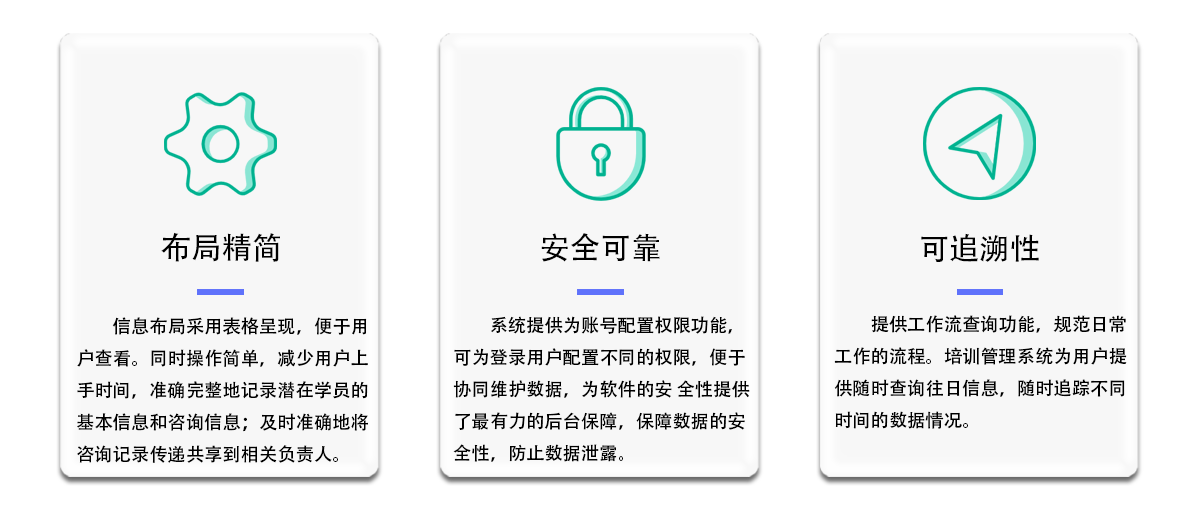 布局精简
信息布局采用表格呈现，便于用
户查看。同时操作简单，减少用户上
手时间，准确完整地记录潜在学员的
基本信息和咨询信息；及时准确地将
咨询记录传递共享到相关负责人。
安全可靠
系统提供为账号配置权限功能，
可为登录用户配置不同的权限，便于
协同维护数据，为软件的安 全性提供
了最有力的后台保障，保障数据的安
全性，防止数据泄露。
可追溯性
提供工作流查询功能，规范日常
工作的流程。培训管理系统为用户提
供随时查询往日信息，随时追踪不同
时间的数据情况。